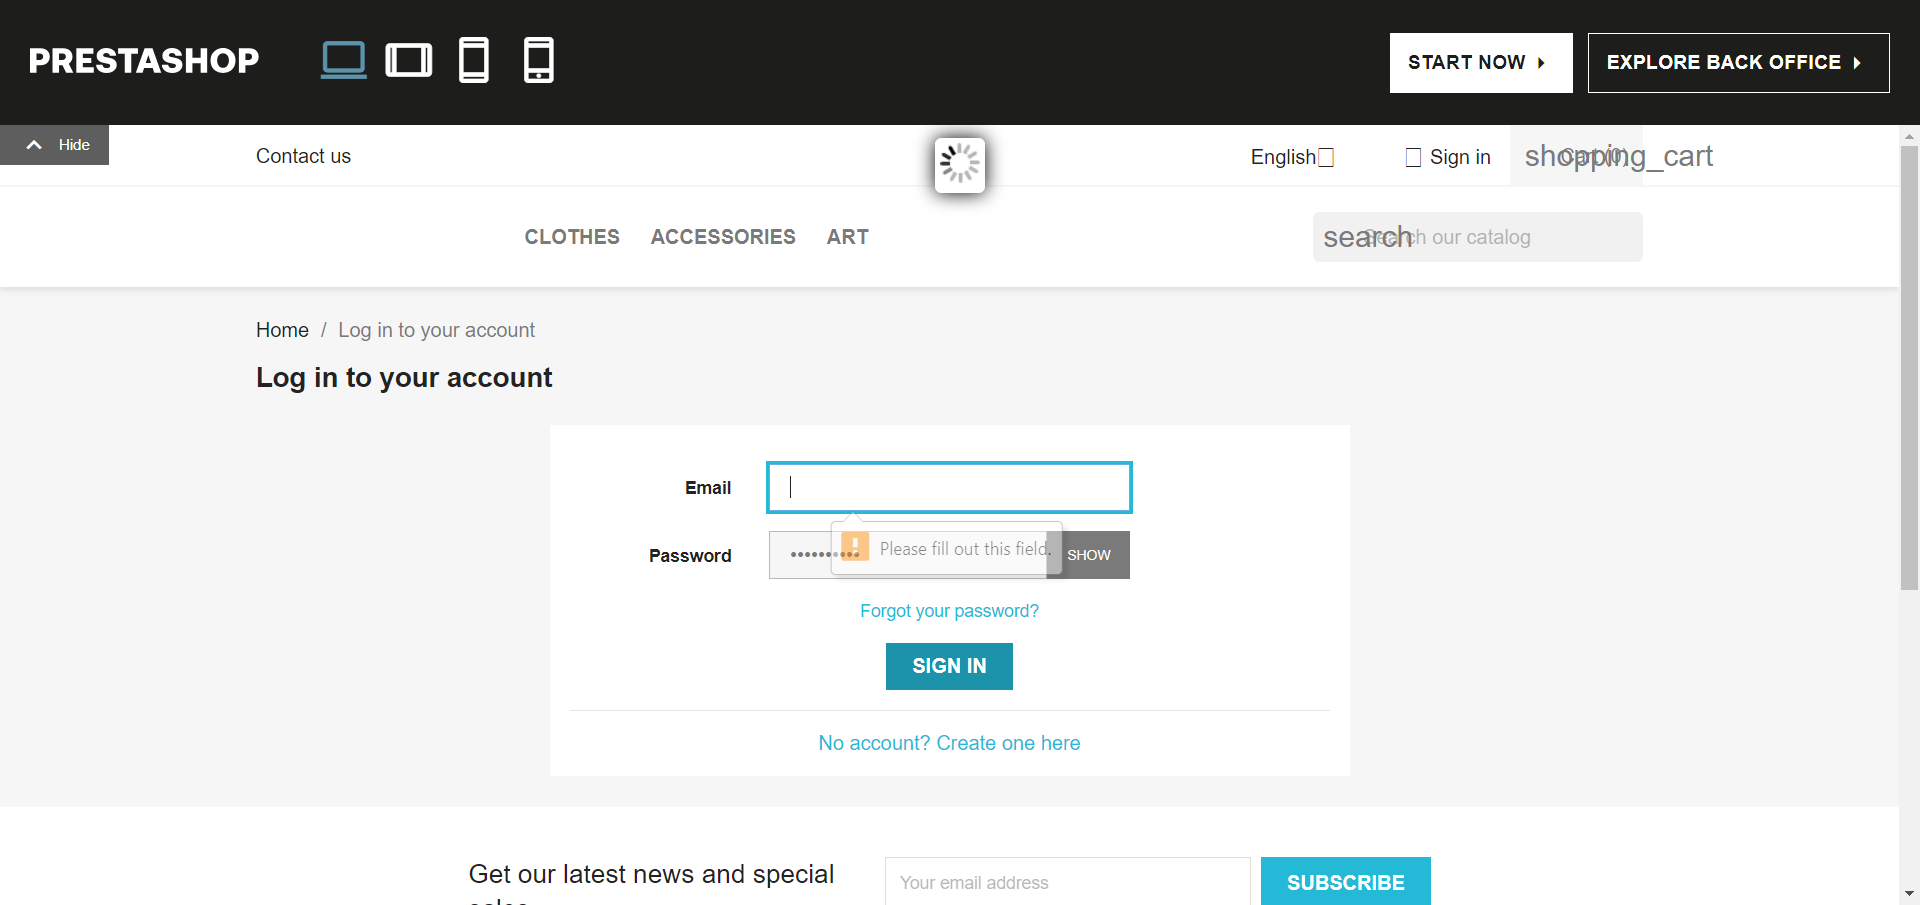 PRESTASHOP
START NOW
EXPLORE BACK OFFICE
Hide
Contact us
English
Sign in
shopping_cart
Cart (0)
CLOTHES
ACCESSORIES
ART
search
Search our catalog
Home / Log in to your account
Log in to your account
Email
Please fill out this field.
Password
SHOW
Forgot your password?
SIGN IN
No account? Create one here
Get our latest news and special
Your email address
SUBSCRIBE